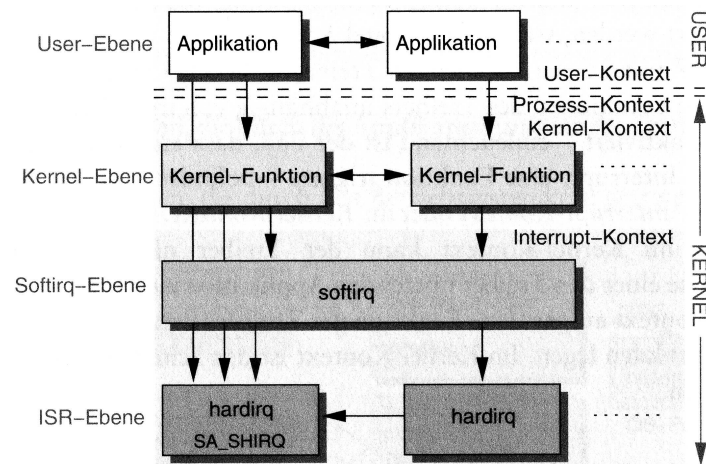 User–Ebene
Applikation
Applikation
........
User–Kontext
USER
Prozess–Kontext
Kernel–Kontext
Kernel–Ebene
Kernel–Funktion
Kernel–Funktion
........
Interrupt–Kontext
KERNEL
Softirq–Ebene
softirq
ISR–Ebene
hardirq
SA_SHIRQ
hardirq
........